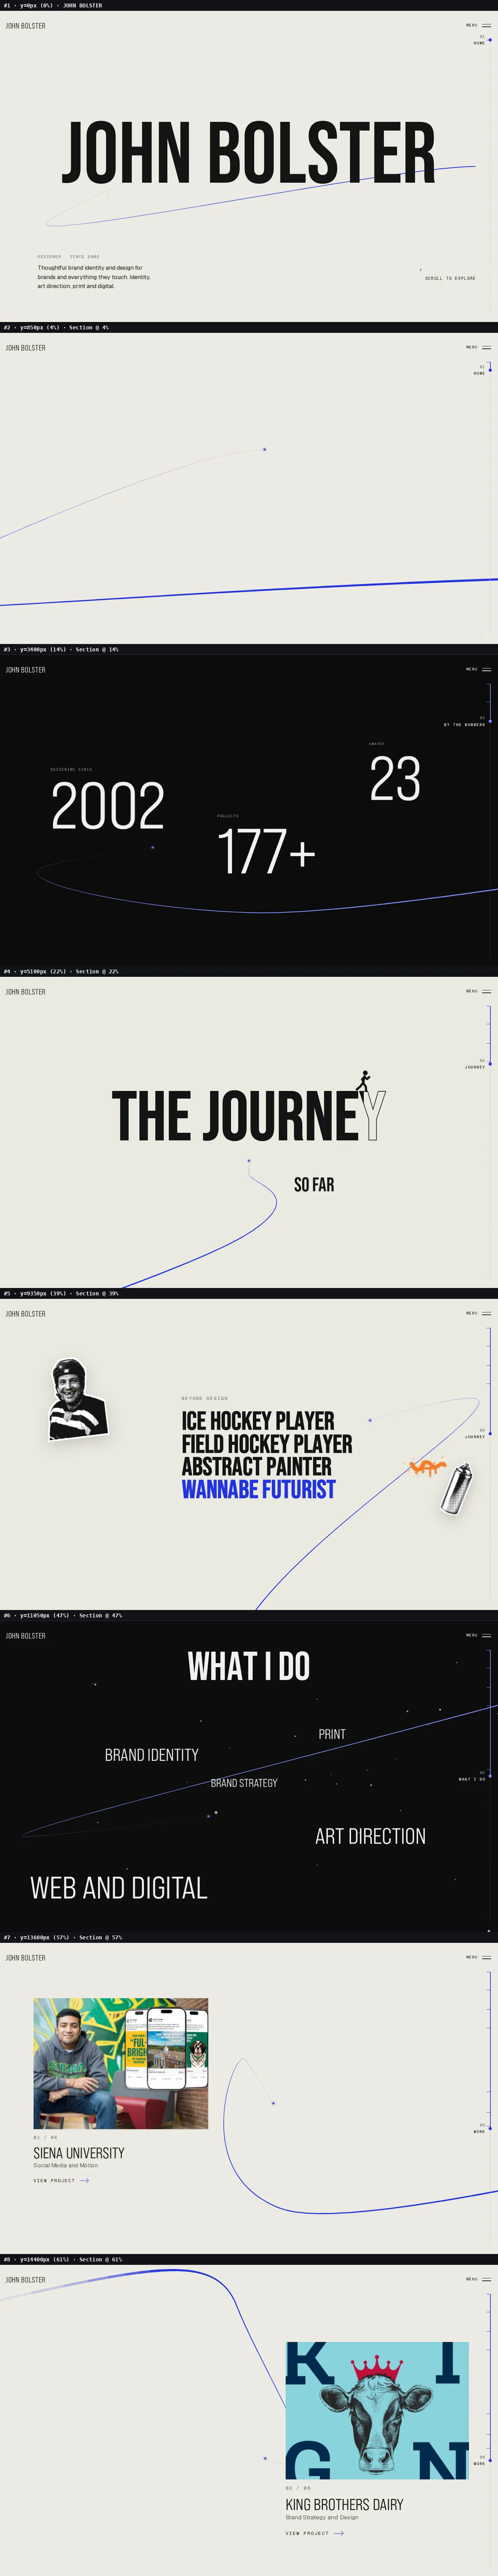 #1 · y=0px (0%) · JOHN BOLSTER
JOHN BOLSTER
MENU
01
HOME
JOHN BOLSTER
DESIGNER SINCE 2002
Thoughtful brand identity and design for
brands and everything they touch. Identity,
art direction, print and digital.
SCROLL TO EXPLORE
#2 · y=850px (4%) · Section @ 4%
JOHN BOLSTER
MENU
01
HOME
#3 · y=3400px (14%) · Section @ 14%
JOHN BOLSTER
MENU
BY THE NUMBERS
AWARDS
23
DESIGNING SINCE
2002
PROJECTS
177+
#4 · y=5100px (22%) · Section @ 22%
JOHN BOLSTER
MENU
JOURNEY
THE JOURNEY
SO FAR
#5 · y=9350px (39%) · Section @ 39%
JOHN BOLSTER
MENU
BEYOND DESIGN
ICE HOCKEY PLAYER
FIELD HOCKEY PLAYER
ABSTRACT PAINTER
WANNABE FUTURIST
JOURNEY
#6 · y=11050px (47%) · Section @ 47%
JOHN BOLSTER
MENU
WHAT I DO
PRINT
BRAND IDENTITY
BRAND STRATEGY
WHAT I DO
ART DIRECTION
WEB AND DIGITAL
#7 · y=13600px (57%) · Section @ 57%
JOHN BOLSTER
MENU
WORK
01 / 06
SIENA UNIVERSITY
Social Media and Motion
VIEW PROJECT
#8 · y=14400px (61%) · Section @ 61%
JOHN BOLSTER
MENU
K I
G N
WORK
02 / 06
KING BROTHERS DAIRY
Brand Strategy and Design
VIEW PROJECT